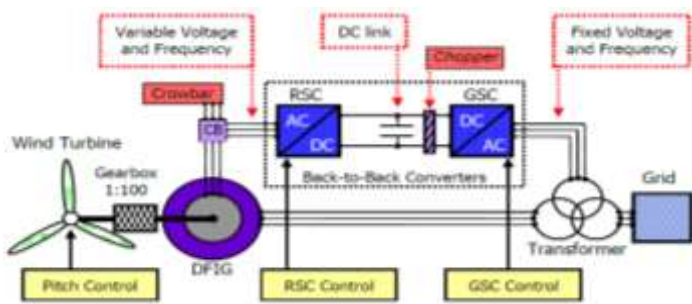 Variable Voltage
and Frequency
DC link
Fixed Voltage
and Frequency
Chopper
Crowbar
RSC
GSC
CB
AC
DC
DC
AC
Wind Turbine
Gearbox
1:100
Back-to-Back Converters
Grid
DFIG
Transformer
Pitch Control
RSC Control
GSC Control